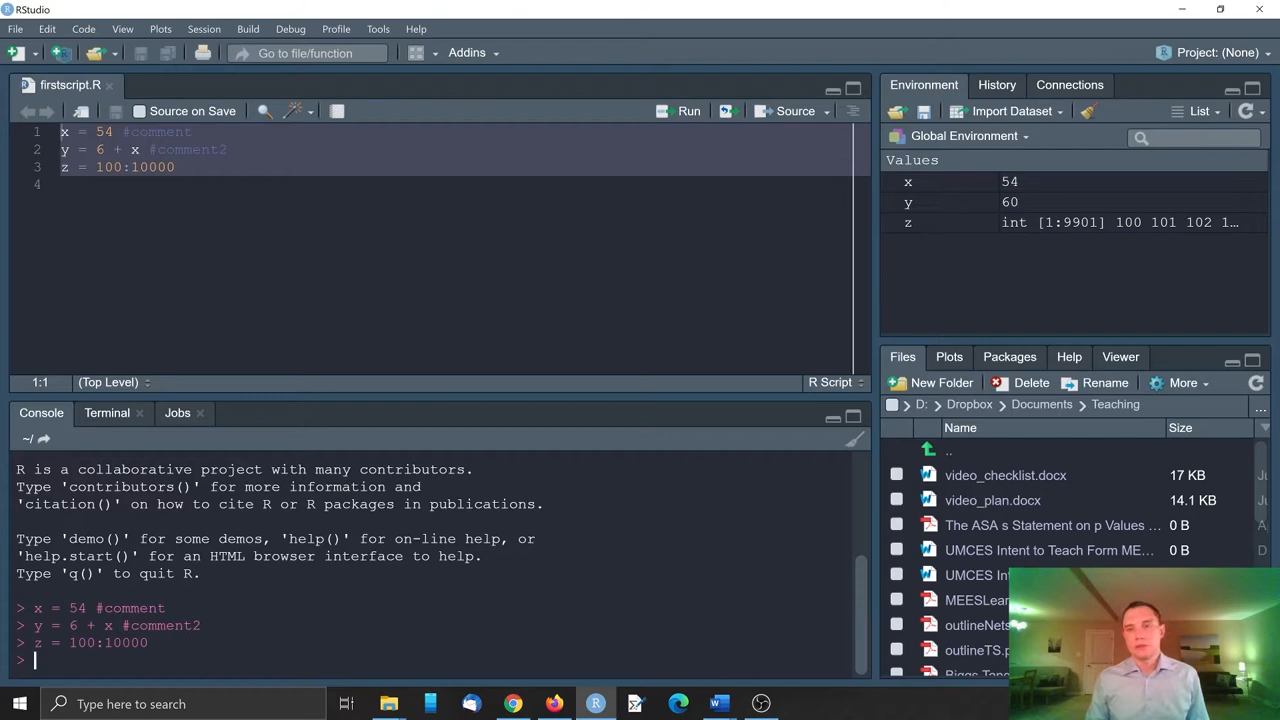 RStudio
File Edit Code View Plots Session Build Debug Profile Tools Help
Go to file/function Addins Project: (None)
firstscript.R
Source on Save Run Source
1 x = 54 #comment
2 y = 6 + x #comment2
3 z = 100:10000
4
1:1 (Top Level) R Script
Console Terminal Jobs
~/
R is a collaborative project with many contributors.
Type 'contributors()' for more information and
'citation()' on how to cite R or R packages in publications.
Type 'demo()' for some demos, 'help()' for on-line help, or
'help.start()' for an HTML browser interface to help.
Type 'q()' to quit R.
> x = 54 #comment
> y = 6 + x #comment2
> z = 100:10000
>
Environment History Connections
Import Dataset List
Global Environment
Values
x 54
y 60
z int [1:9901] 100 101 102 1…
Files Plots Packages Help Viewer
New Folder Delete Rename More
D: Dropbox Documents Teaching ...
Name Size
..
video_checklist.docx 17 KB
video_plan.docx 14.1 KB
The ASA s Statement on p Values … 0 B
UMCES Intent to Teach Form ME… 0 B
UMCES In
MEESLear
outlineNets
outlineTS.p
Type here to search